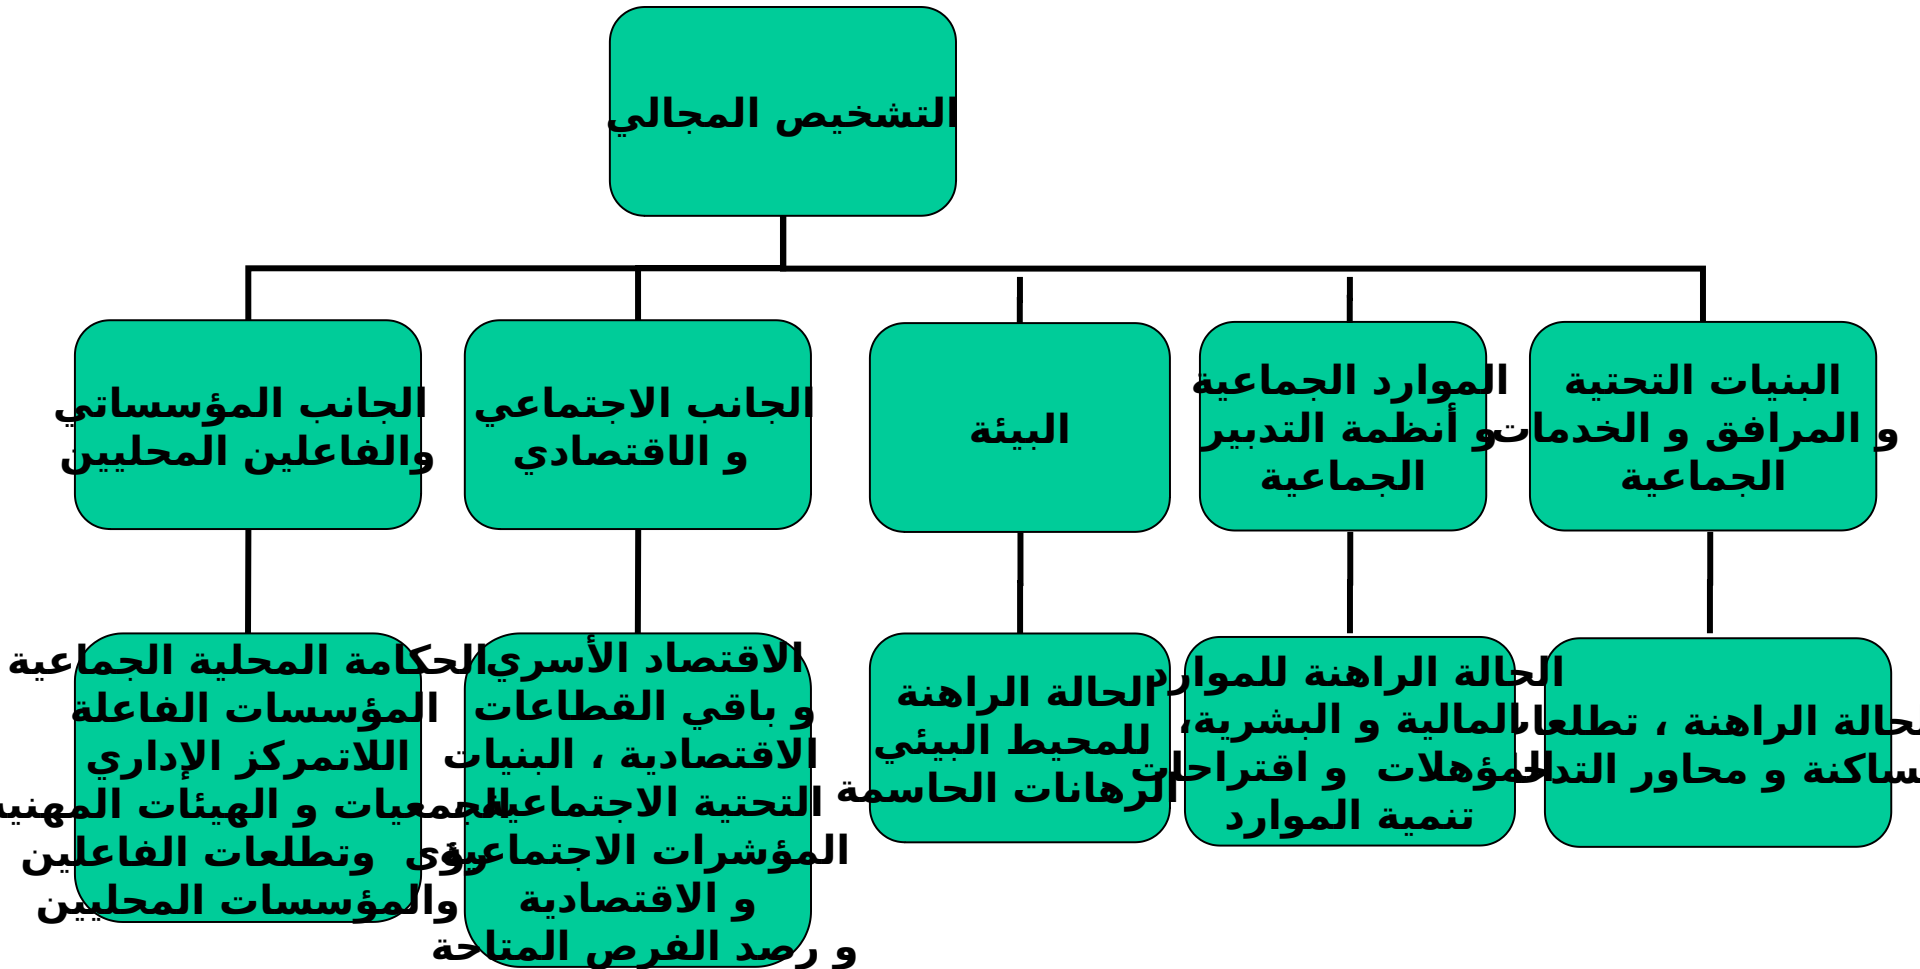 التشخيص المجالي
البنيات التحتية
و المرافق و الخدمات
الجماعية
الموارد الجماعية
و أنظمة التدبير
الجماعية
البيئة
الجانب الاجتماعي
و الاقتصادي
الجانب المؤسساتي
والفاعلين المحليين
الراهنة ، تطلعات
و محاور
الحالة الراهنة للموارد
المالية و البشرية،
المؤهلات و اقتراحات
تنمية الموارد
الحالة الراهنة
للمحيط البيئي
الرهانات الحاسمة
الاقتصاد الأسري
و باقي القطاعات
الاقتصادية ، البنيات
التحتية الاجتماعية،
المؤشرات الاجتماعية
و الاقتصادية
و رصد الفرص المتاحة
الحكامة المحلية الجماعية
المؤسسات الفاعلة
اللاتمركز الإداري
الجمعيات و الهيئات
رؤى وتطلعات الفاعلين
والمؤسسات المحليين